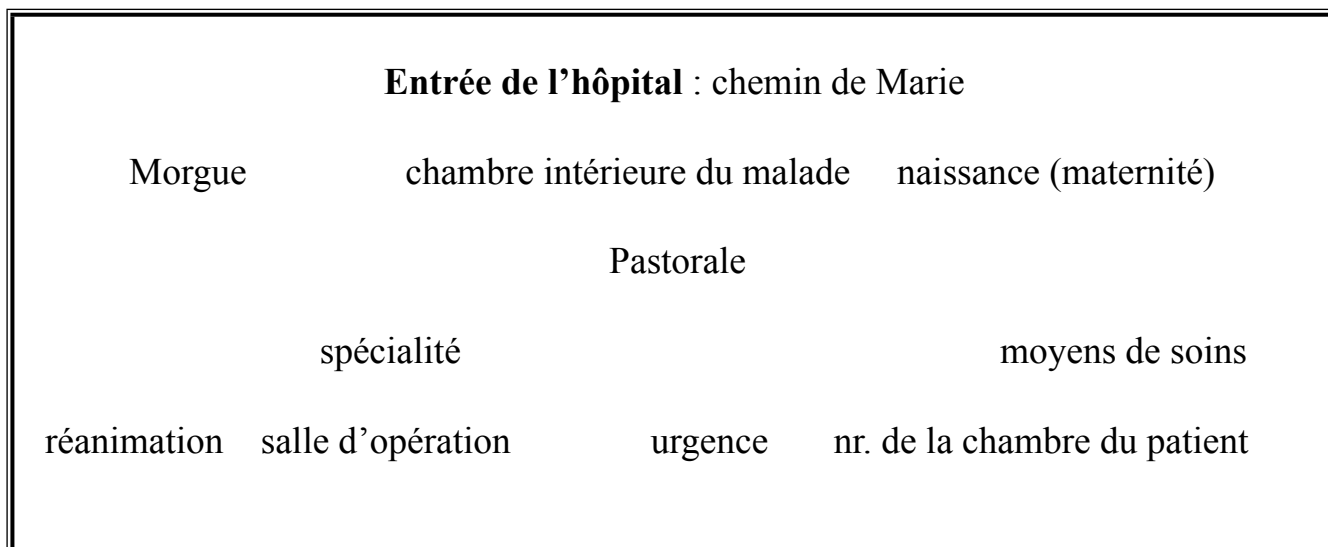 Entrée de l’hôpital : chemin de Marie
Morgue chambre intérieure du malade naissance (maternité)
Pastorale
spécialité moyens de soins
réanimation salle d’opération urgence nr. de la chambre du patient